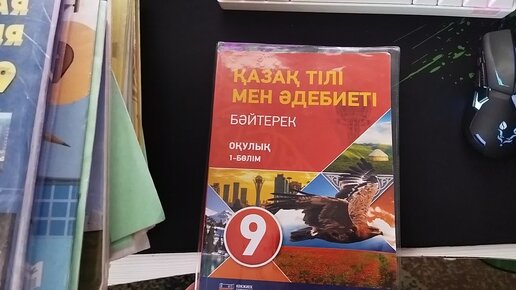 ҚАЗАҚ ТІЛІ
МЕН ӘДЕБИЕТІ
БӘЙТЕРЕК
ОҚУЛЫҚ
1-БӨЛІМ
9